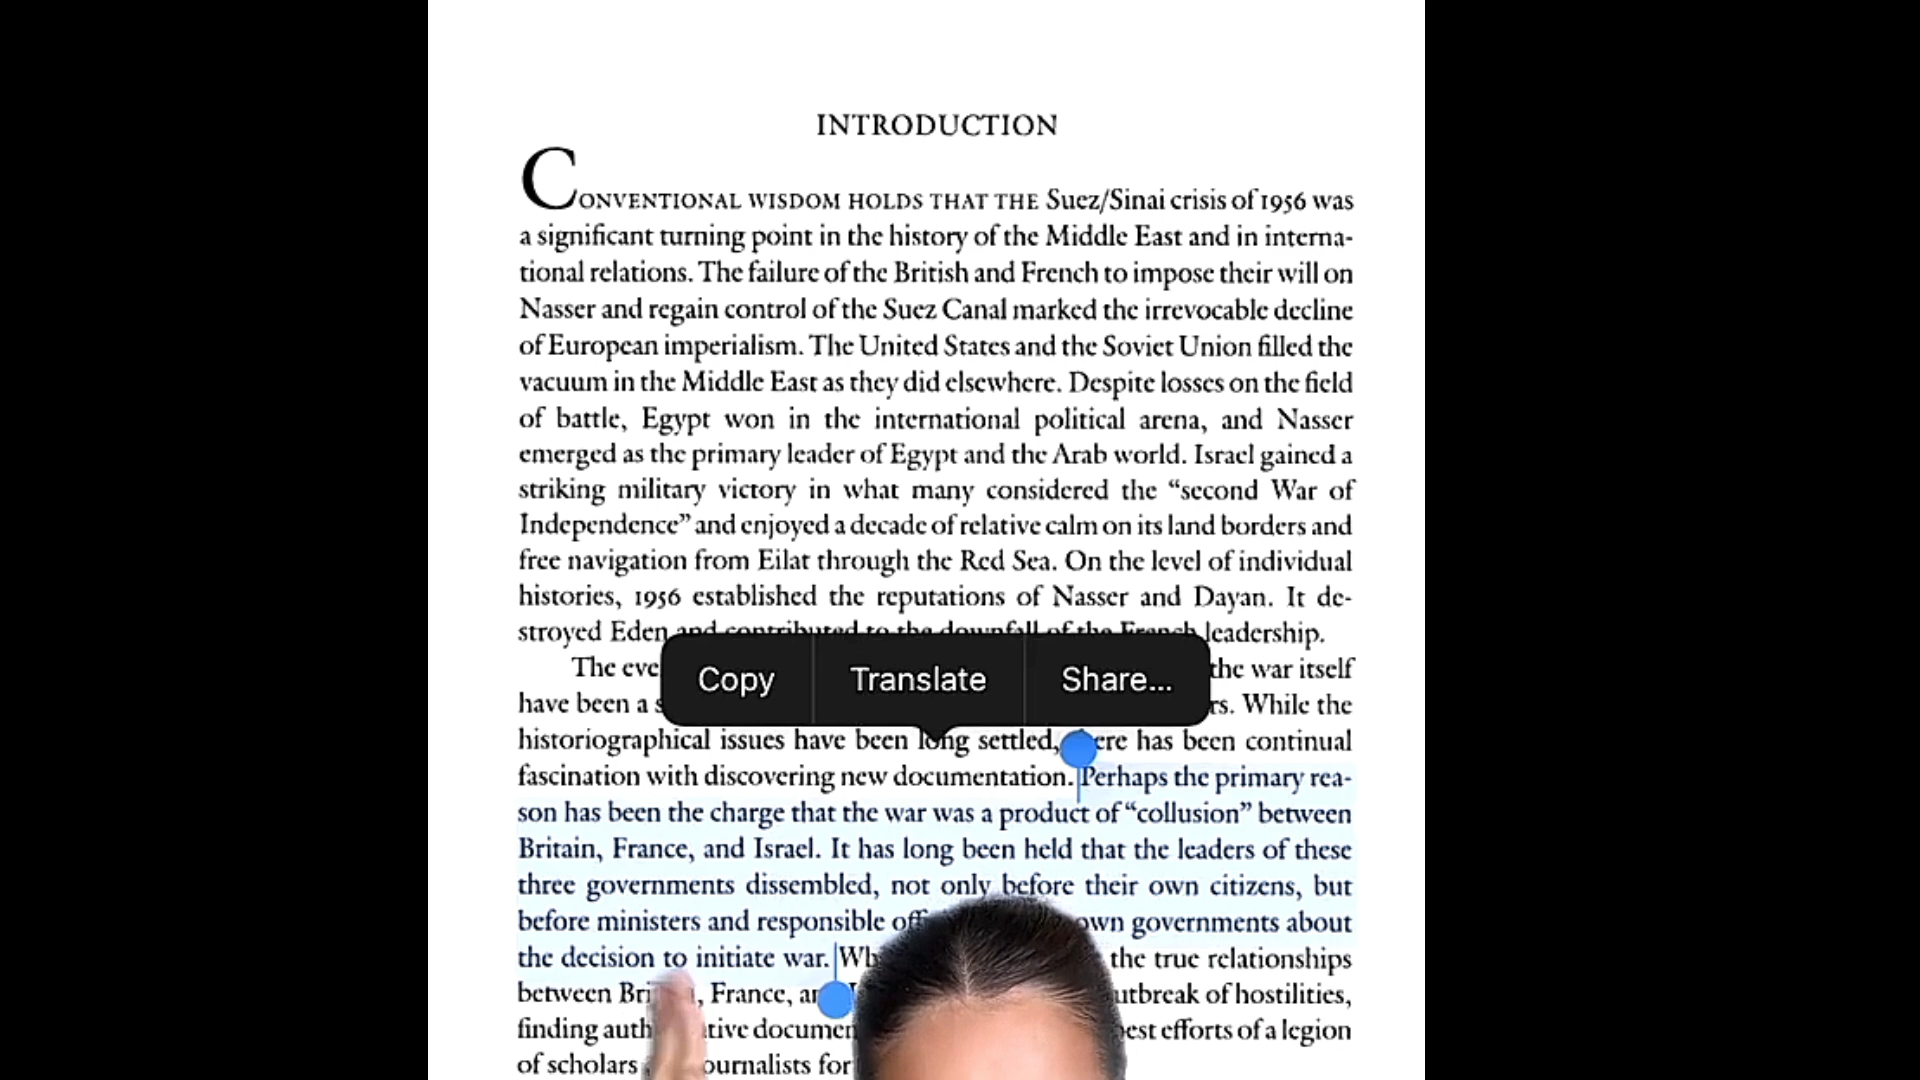 INTRODUCTION
CONVENTIONAL WISDOM HOLDS THAT THE Suez/Sinai crisis of 1956 was
a significant turning point in the history of the Middle East and in interna-
tional relations. The failure of the British and French to impose their will on
Nasser and regain control of the Suez Canal marked the irrevocable decline
of European imperialism. The United States and the Soviet Union filled the
vacuum in the Middle East as they did elsewhere. Despite losses on the field
of battle, Egypt won in the international political arena, and Nasser
emerged as the primary leader of Egypt and the Arab world. Israel gained a
striking military victory in what many considered the “second War of
Independence” and enjoyed a decade of relative calm on its land borders and
free navigation from Eilat through the Red Sea. On the level of individual
histories, 1956 established the reputations of Nasser and Dayan. It de-
stroyed Eden and contributed to the downfall of the French leadership.
The the war itself
Copy Translate Share...
have been a While the
historiographical issues have been long settled, has been continual
fascination with discovering new documentation. Perhaps the primary rea-
son has been the charge that the war was a product of “collusion” between
Britain, France, and Israel. It has long been held that the leaders of these
three governments dissembled, not only before their own citizens, but
before ministers and responsible own governments about
the decision to initiate war. the true relationships
between France, of hostilities,
finding efforts of a legion
of scholars